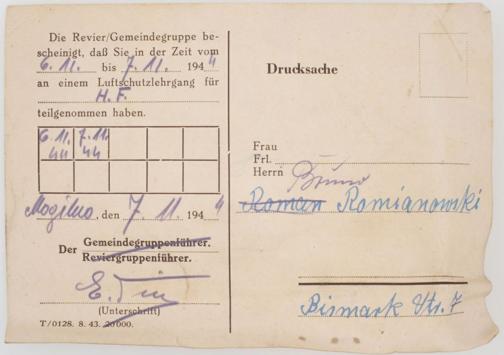 Die Revier/Gemeindegruppe be-
scheinigt, daß Sie in der Zeit vom
6.11. bis 7.11. 1944
an einem Luftschutzlehrgang für
H.F.
teilgenommen haben.
6.11. 7.11.
44 44
Mogilno, den 7.11. 1944
Der Gemeindegruppenführer.
Reviergruppenführer.
(Unterschrift)
T/0128. 8. 43. 20000.
Drucksache
Frau
Frl.
Herrn Bruno
Roman Romianowski
Bismark Str. 7